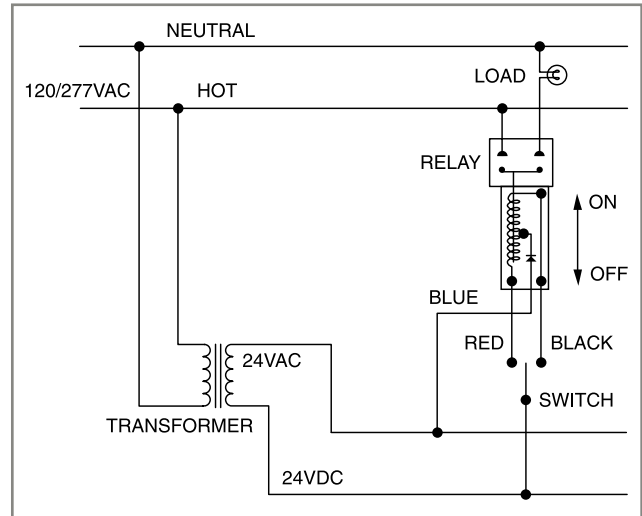 NEUTRAL
LOAD
120/277VAC
HOT
RELAY
ON
OFF
BLUE
RED
BLACK
24VAC
SWITCH
TRANSFORMER
24VDC